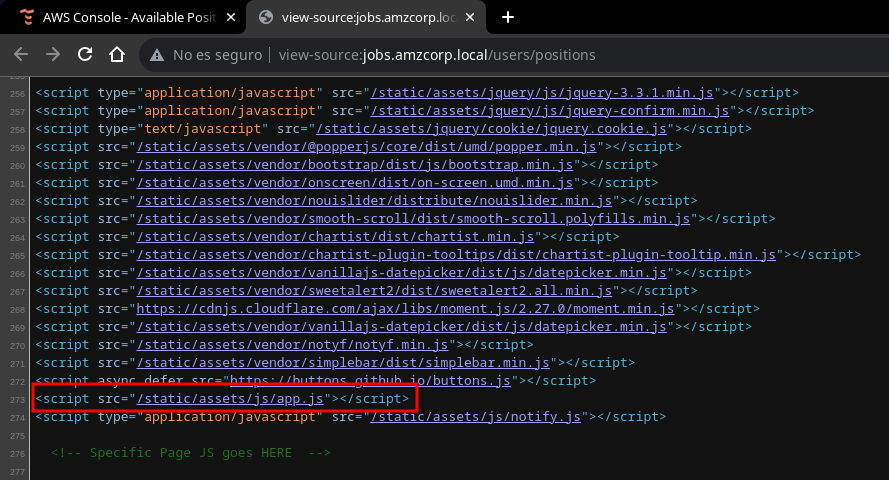 AWS Console - Available Posit
view-source:jobs.amzcorp.loc
No es seguro | view-source:jobs.amzcorp.local/users/positions
256 <script type="application/javascript" src="/static/assets/jquery/js/jquery-3.3.1.min.js"></script>
257 <script type="application/javascript" src="/static/assets/jquery/js/jquery-confirm.min.js"></script>
258 <script type="text/javascript" src="/static/assets/jquery/cookie/jquery.cookie.js"></script>
259 <script src="/static/assets/vendor/@popperjs/core/dist/umd/popper.min.js"></script>
260 <script src="/static/assets/vendor/bootstrap/dist/js/bootstrap.min.js"></script>
261 <script src="/static/assets/vendor/onscreen/dist/on-screen.umd.min.js"></script>
262 <script src="/static/assets/vendor/nouislider/distribute/nouislider.min.js"></script>
263 <script src="/static/assets/vendor/smooth-scroll/dist/smooth-scroll.polyfills.min.js"></script>
264 <script src="/static/assets/vendor/chartist/dist/chartist.min.js"></script>
265 <script src="/static/assets/vendor/chartist-plugin-tooltips/dist/chartist-plugin-tooltip.min.js"></script>
266 <script src="/static/assets/vendor/vanillajs-datepicker/dist/js/datepicker.min.js"></script>
267 <script src="/static/assets/vendor/sweetalert2/dist/sweetalert2.all.min.js"></script>
268 <script src="https://cdnjs.cloudflare.com/ajax/libs/moment.js/2.27.0/moment.min.js"></script>
269 <script src="/static/assets/vendor/vanillajs-datepicker/dist/js/datepicker.min.js"></script>
270 <script src="/static/assets/vendor/notyf/notyf.min.js"></script>
271 <script src="/static/assets/vendor/simplebar/dist/simplebar.min.js"></script>
272 <script async defer src="https://buttons.github.io/buttons.js"></script>
273 <script src="/static/assets/js/app.js"></script>
274 <script type="application/javascript" src="/static/assets/js/notify.js"></script>
275
276 <!-- Specific Page JS goes HERE  -->
277